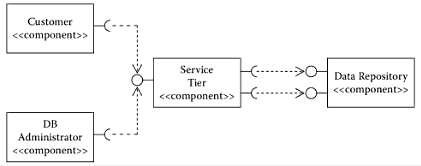 Customer
<<component>>
Service
Tier
<<component>>
Data Repository
<<component>>
DB
Administrator
<<component>>